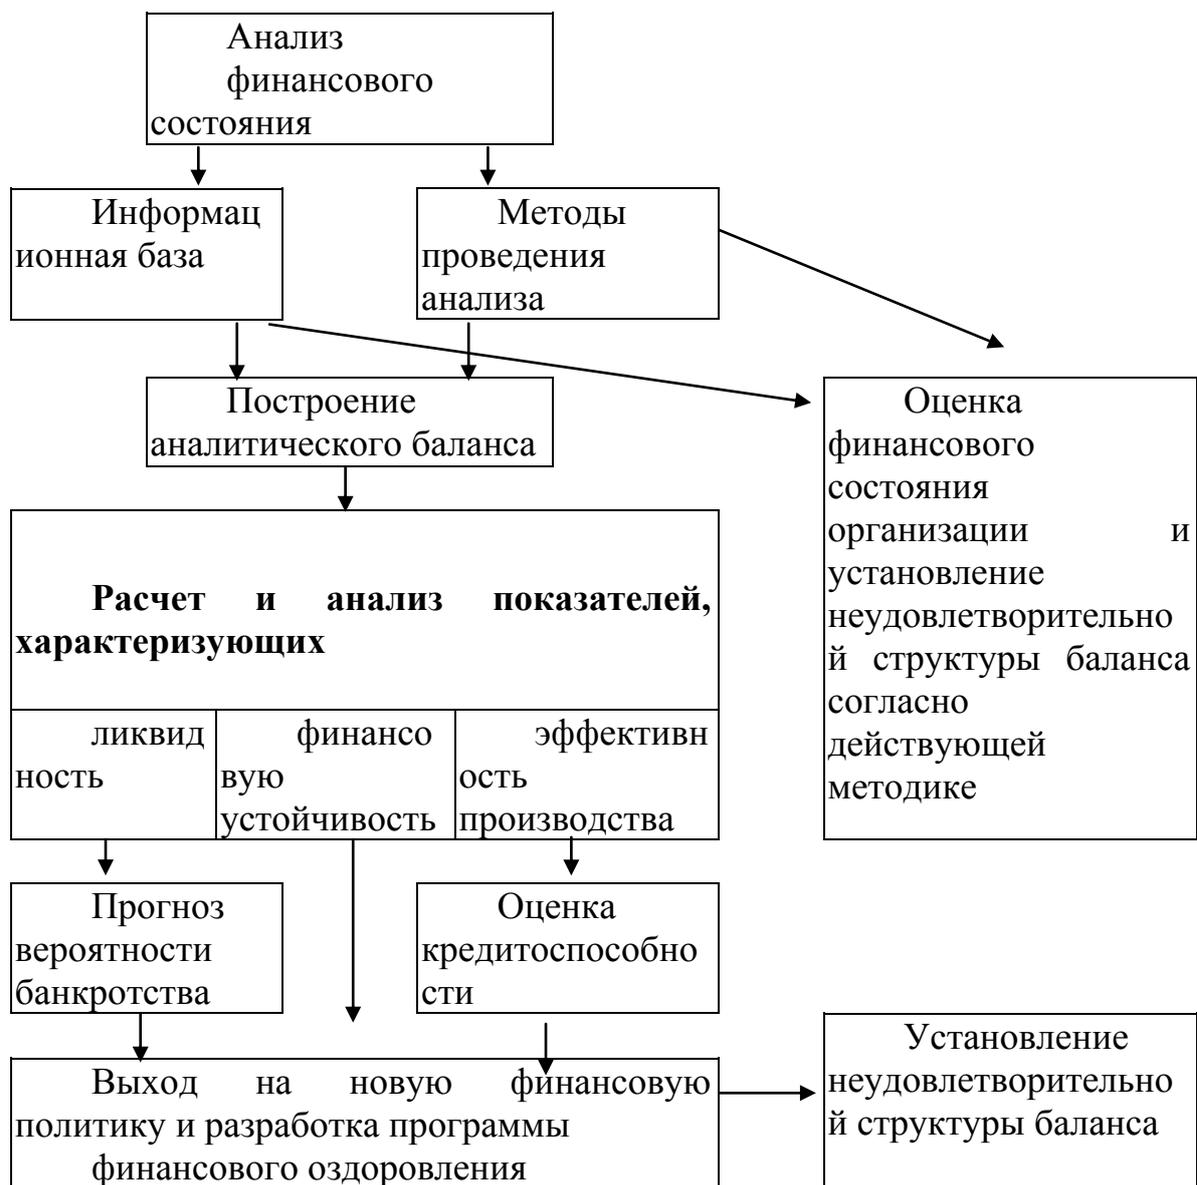 Анализ
финансового
состояния
Информац
ионная база
Методы
проведения
анализа
Построение
аналитического баланса
Оценка
финансового
состояния
организации и
установление
неудовлетворительно
й структуры баланса
согласно
действующей
методике
Расчет и анализ показателей,
характеризующих
ликвид
ность
финансо
вую
устойчивость
эффективн
ость
производства
Прогноз
вероятности
банкротства
Оценка
кредитоспособно
сти
Выход на новую финансовую
политику и разработка программы
финансового оздоровления
Установление
неудовлетворительно
й структуры баланса